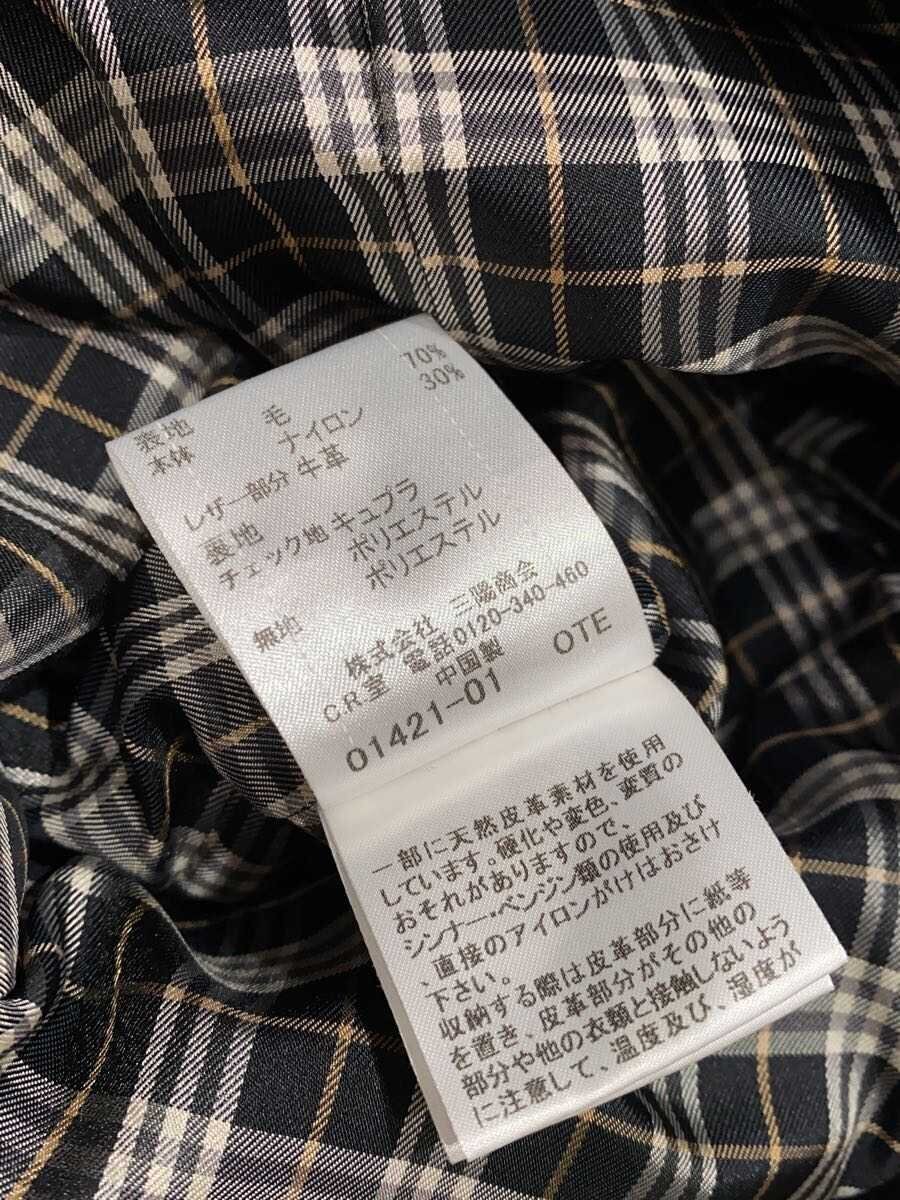 表地 毛 70%
本体 ナイロン 30%
レザー部分 牛革
裏地
チェック地 キュプラ
ポリエステル
無地 ポリエステル
株式会社 三陽商会
CR室 電話0120-340-460
中国製
01421-01 OTE
一部に天然皮革素材を使用
しています。硬化や変色、変質の
おそれがありますので、
シンナー・ベンジン類の使用及び
、直接のアイロンがけはおさけ
下さい。
収納する際は皮革部分に紙等
を置き、皮革部分がその他の
部分や他の衣類と接触しないよう
に注意して、温度及び、湿度が